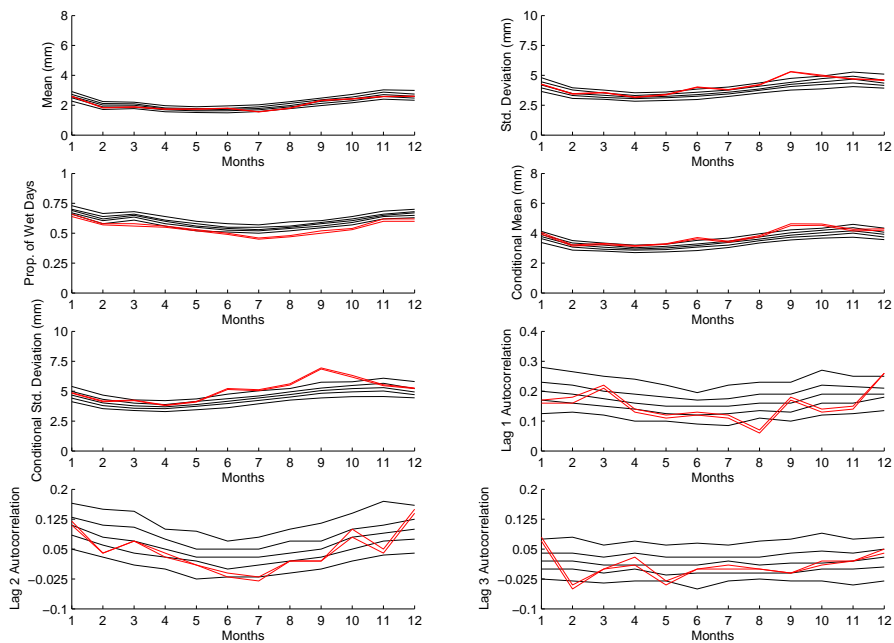 8
6
4
2
0
Mean (mm)
1 2 3 4 5 6 7 8 9 10 11 12
Months
10
7.5
5
2.5
0
Std. Deviation (mm)
1 2 3 4 5 6 7 8 9 10 11 12
Months
1
0.75
0.5
0.25
0
Prop. of Wet Days
1 2 3 4 5 6 7 8 9 10 11 12
Months
8
6
4
2
0
Conditional Mean (mm)
1 2 3 4 5 6 7 8 9 10 11 12
Months
10
7.5
5
2.5
0
Conditional Std. Deviation (mm)
1 2 3 4 5 6 7 8 9 10 11 12
Months
0.4
0.3
0.2
0.1
0
Lag 1 Autocorrelation
1 2 3 4 5 6 7 8 9 10 11 12
Months
0.2
0.125
0.05
−0.025
−0.1
Lag 2 Autocorrelation
1 2 3 4 5 6 7 8 9 10 11 12
Months
0.2
0.125
0.05
−0.025
−0.1
Lag 3 Autocorrelation
1 2 3 4 5 6 7 8 9 10 11 12
Months